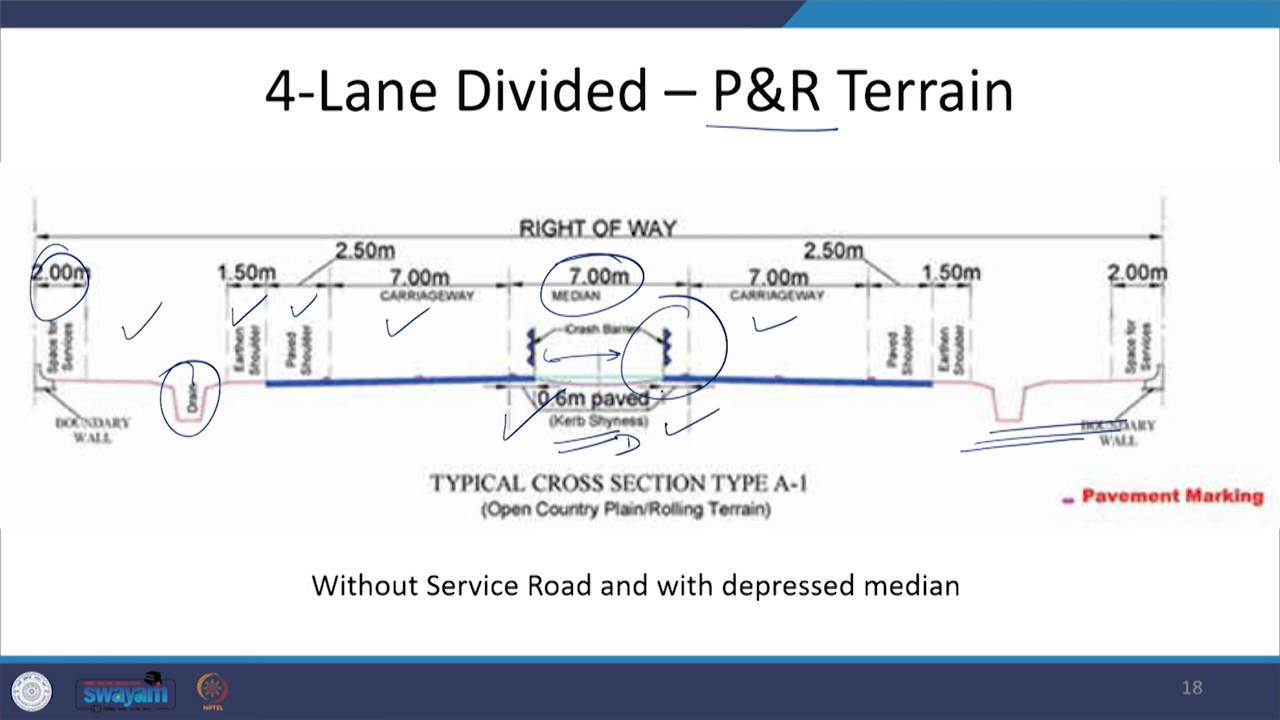 4-Lane Divided – P&R Terrain
RIGHT OF WAY
2.50m
2.50m
2.00m
1.50m
7.00m
7.00m
7.00m
1.50m
2.00m
CARRIAGEWAY
MEDIAN
CARRIAGEWAY
Space for Services
Earthen Shoulder
Paved Shoulder
Crash Barrier
Paved Shoulder
Earthen Shoulder
Space for Services
Drain
0.6m paved
(Kerb Shyness)
BOUNDARY WALL
BOUNDARY WALL
TYPICAL CROSS SECTION TYPE A-1
(Open Country Plain/Rolling Terrain)
Pavement Marking
Without Service Road and with depressed median
swayam
NPTEL
18